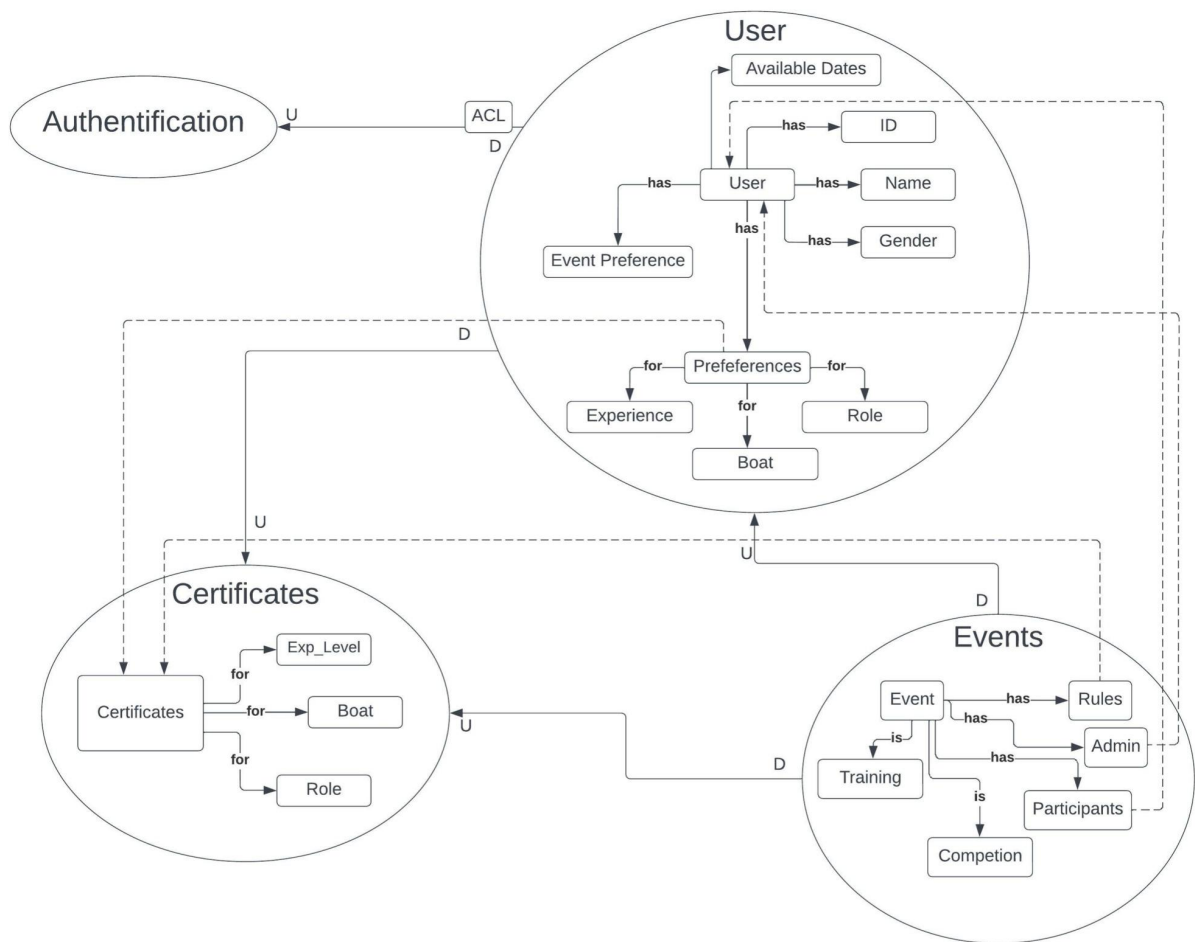 User
Available Dates
Authentification
U
ACL
D
has
ID
User
has
has
Name
has
has
Gender
Event Preference
D
Prefeferences
for
for
for
Experience
Role
Boat
U
U
D
Certificates
Events
Exp_Level
for
Certificates
for
Boat
for
Role
U
D
Event
has
Rules
has
is
Admin
has
Training
is
Participants
Competion